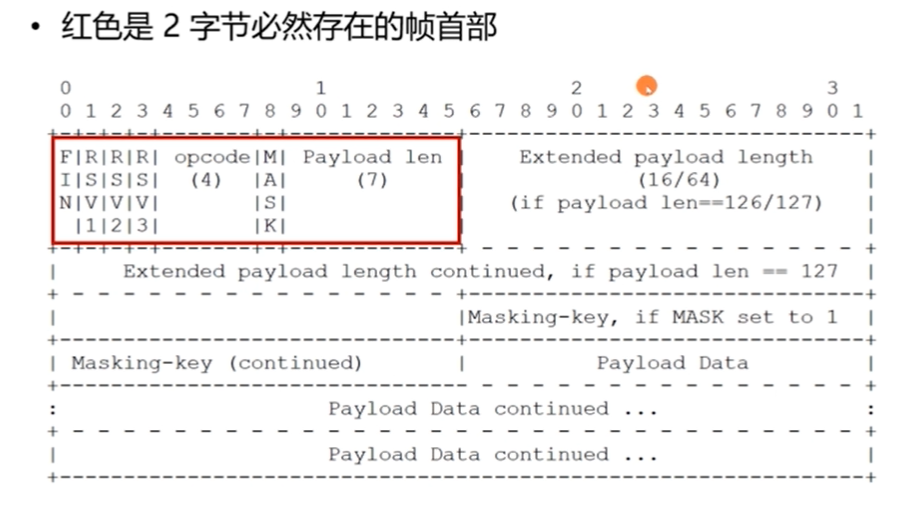 • 红色是 2 字节必然存在的帧首部
0                   1                   2                   3
0 1 2 3 4 5 6 7 8 9 0 1 2 3 4 5 6 7 8 9 0 1 2 3 4 5 6 7 8 9 0 1
+-+-+-+-+-------+-+-------------+-------------------------------+
F|R|R|R| opcode|M| Payload len | Extended payload length |
I|S|S|S| (4) |A| (7) | (16/64) |
N|V|V|V| |S| | (if payload len==126/127) |
|1|2|3| |K| | |
+-+-+-+-+-------+-+-------------+ - - - - - - - - - - - - - - - +
| Extended payload length continued, if payload len == 127 |
+ - - - - - - - - - - - - - - - +-------------------------------+
| |Masking-key, if MASK set to 1 |
+-------------------------------+-------------------------------+
| Masking-key (continued) | Payload Data |
+-------------------------------- - - - - - - - - - - - - - - - +
: Payload Data continued ... :
+ - - - - - - - - - - - - - - - - - - - - - - - - - - - - - - - +
| Payload Data continued ... |
+---------------------------------------------------------------+